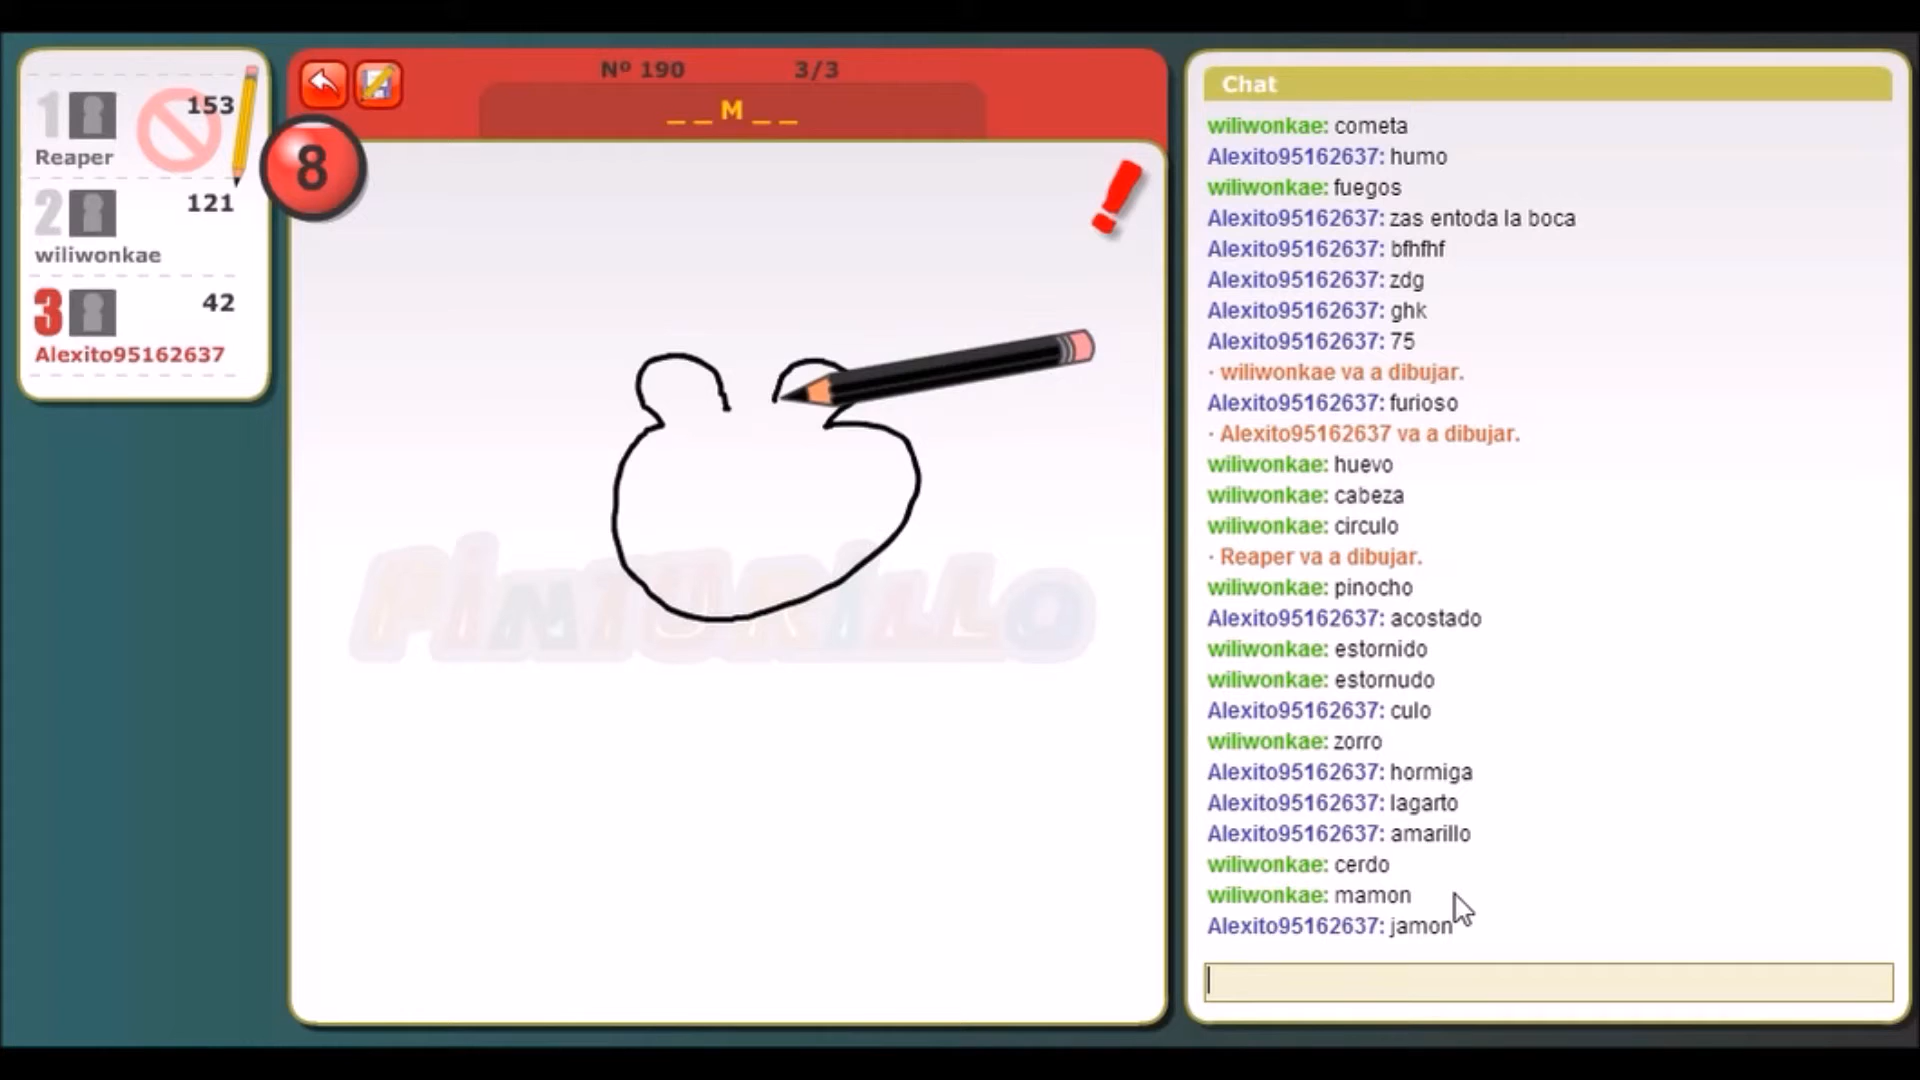 1
153
Reaper
2
121
wiliwonkae
3
42
Alexito95162637
8
Nº 190 3/3
_ _ M _ _
PiNTURiLLO
Chat
wiliwonkae: cometa
Alexito95162637: humo
wiliwonkae: fuegos
Alexito95162637: zas entoda la boca
Alexito95162637: bfhfhf
Alexito95162637: zdg
Alexito95162637: ghk
Alexito95162637: 75
· wiliwonkae va a dibujar.
Alexito95162637: furioso
· Alexito95162637 va a dibujar.
wiliwonkae: huevo
wiliwonkae: cabeza
wiliwonkae: circulo
· Reaper va a dibujar.
wiliwonkae: pinocho
Alexito95162637: acostado
wiliwonkae: estornido
wiliwonkae: estornudo
Alexito95162637: culo
wiliwonkae: zorro
Alexito95162637: hormiga
Alexito95162637: lagarto
Alexito95162637: amarillo
wiliwonkae: cerdo
wiliwonkae: mamon
Alexito95162637: jamon